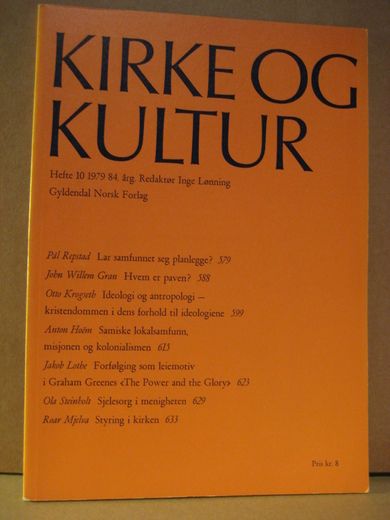 KIRKE OG
KULTUR
Hefte 10 1979 84. årg. Redaktør Inge Lønning
Gyldendal Norsk Forlag
Pål Repstad Lar samfunnet seg planlegge? 579
John Willem Gran Hvem er paven? 588
Otto Krogseth Ideologi og antropologi –
kristendommen i dens forhold til ideologiene 599
Anton Hoëm Samiske lokalsamfunn,
misjonen og kolonialismen 615
Jakob Lothe Forfølging som leiemotiv
i Graham Greenes «The Power and the Glory» 623
Ola Steinholt Sjelesorg i menigheten 629
Roar Mjelva Styring i kirken 633
Pris kr. 8